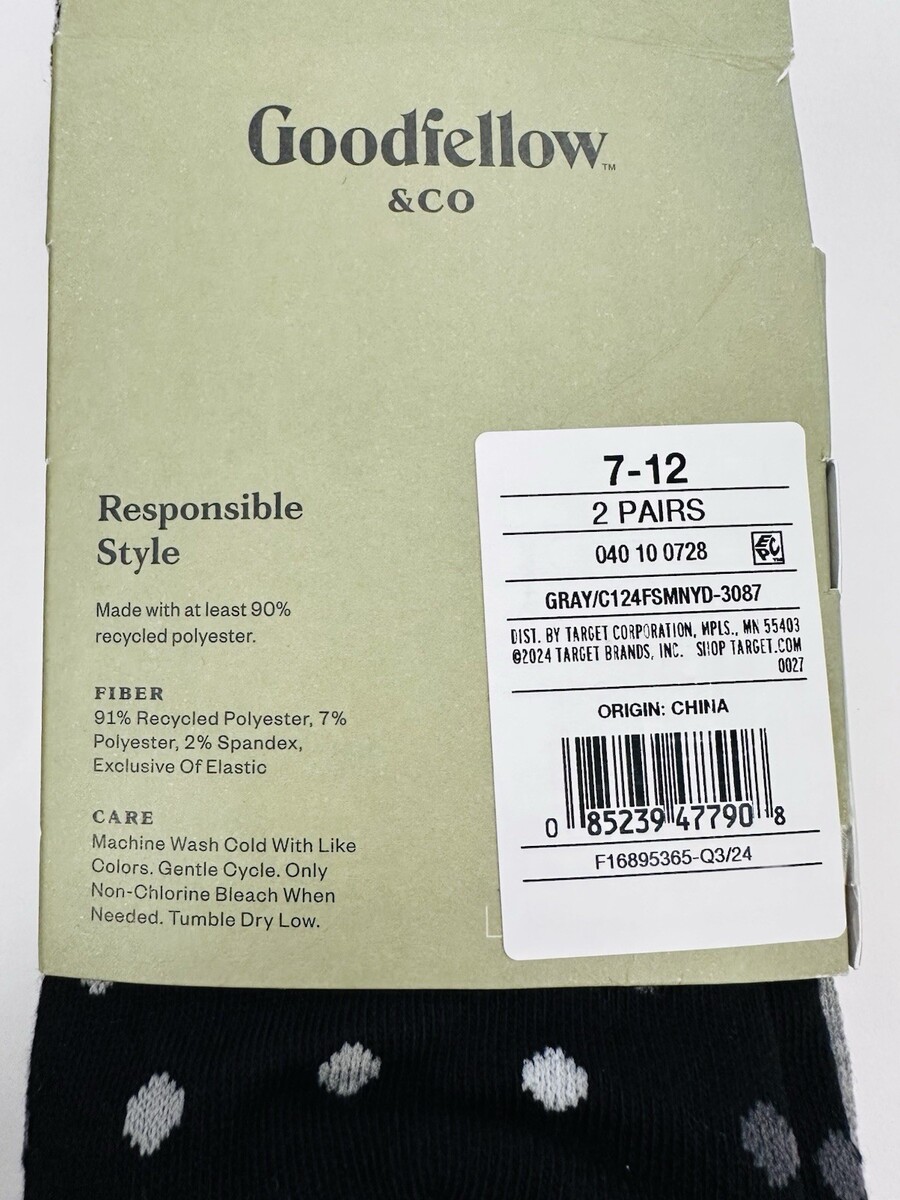 Goodfellow™
&CO
Responsible
Style
Made with at least 90%
recycled polyester.
FIBER
91% Recycled Polyester, 7%
Polyester, 2% Spandex,
Exclusive Of Elastic
CARE
Machine Wash Cold With Like
Colors. Gentle Cycle. Only
Non-Chlorine Bleach When
Needed. Tumble Dry Low.
7-12
2 PAIRS
040 10 0728
EPC™
GRAY/C124FSMNYD-3087
DIST. BY TARGET CORPORATION, MPLS., MN 55403
©2024 TARGET BRANDS, INC. SHOP TARGET.COM
0027
ORIGIN: CHINA
0 85239 47790 8
F16895365-Q3/24